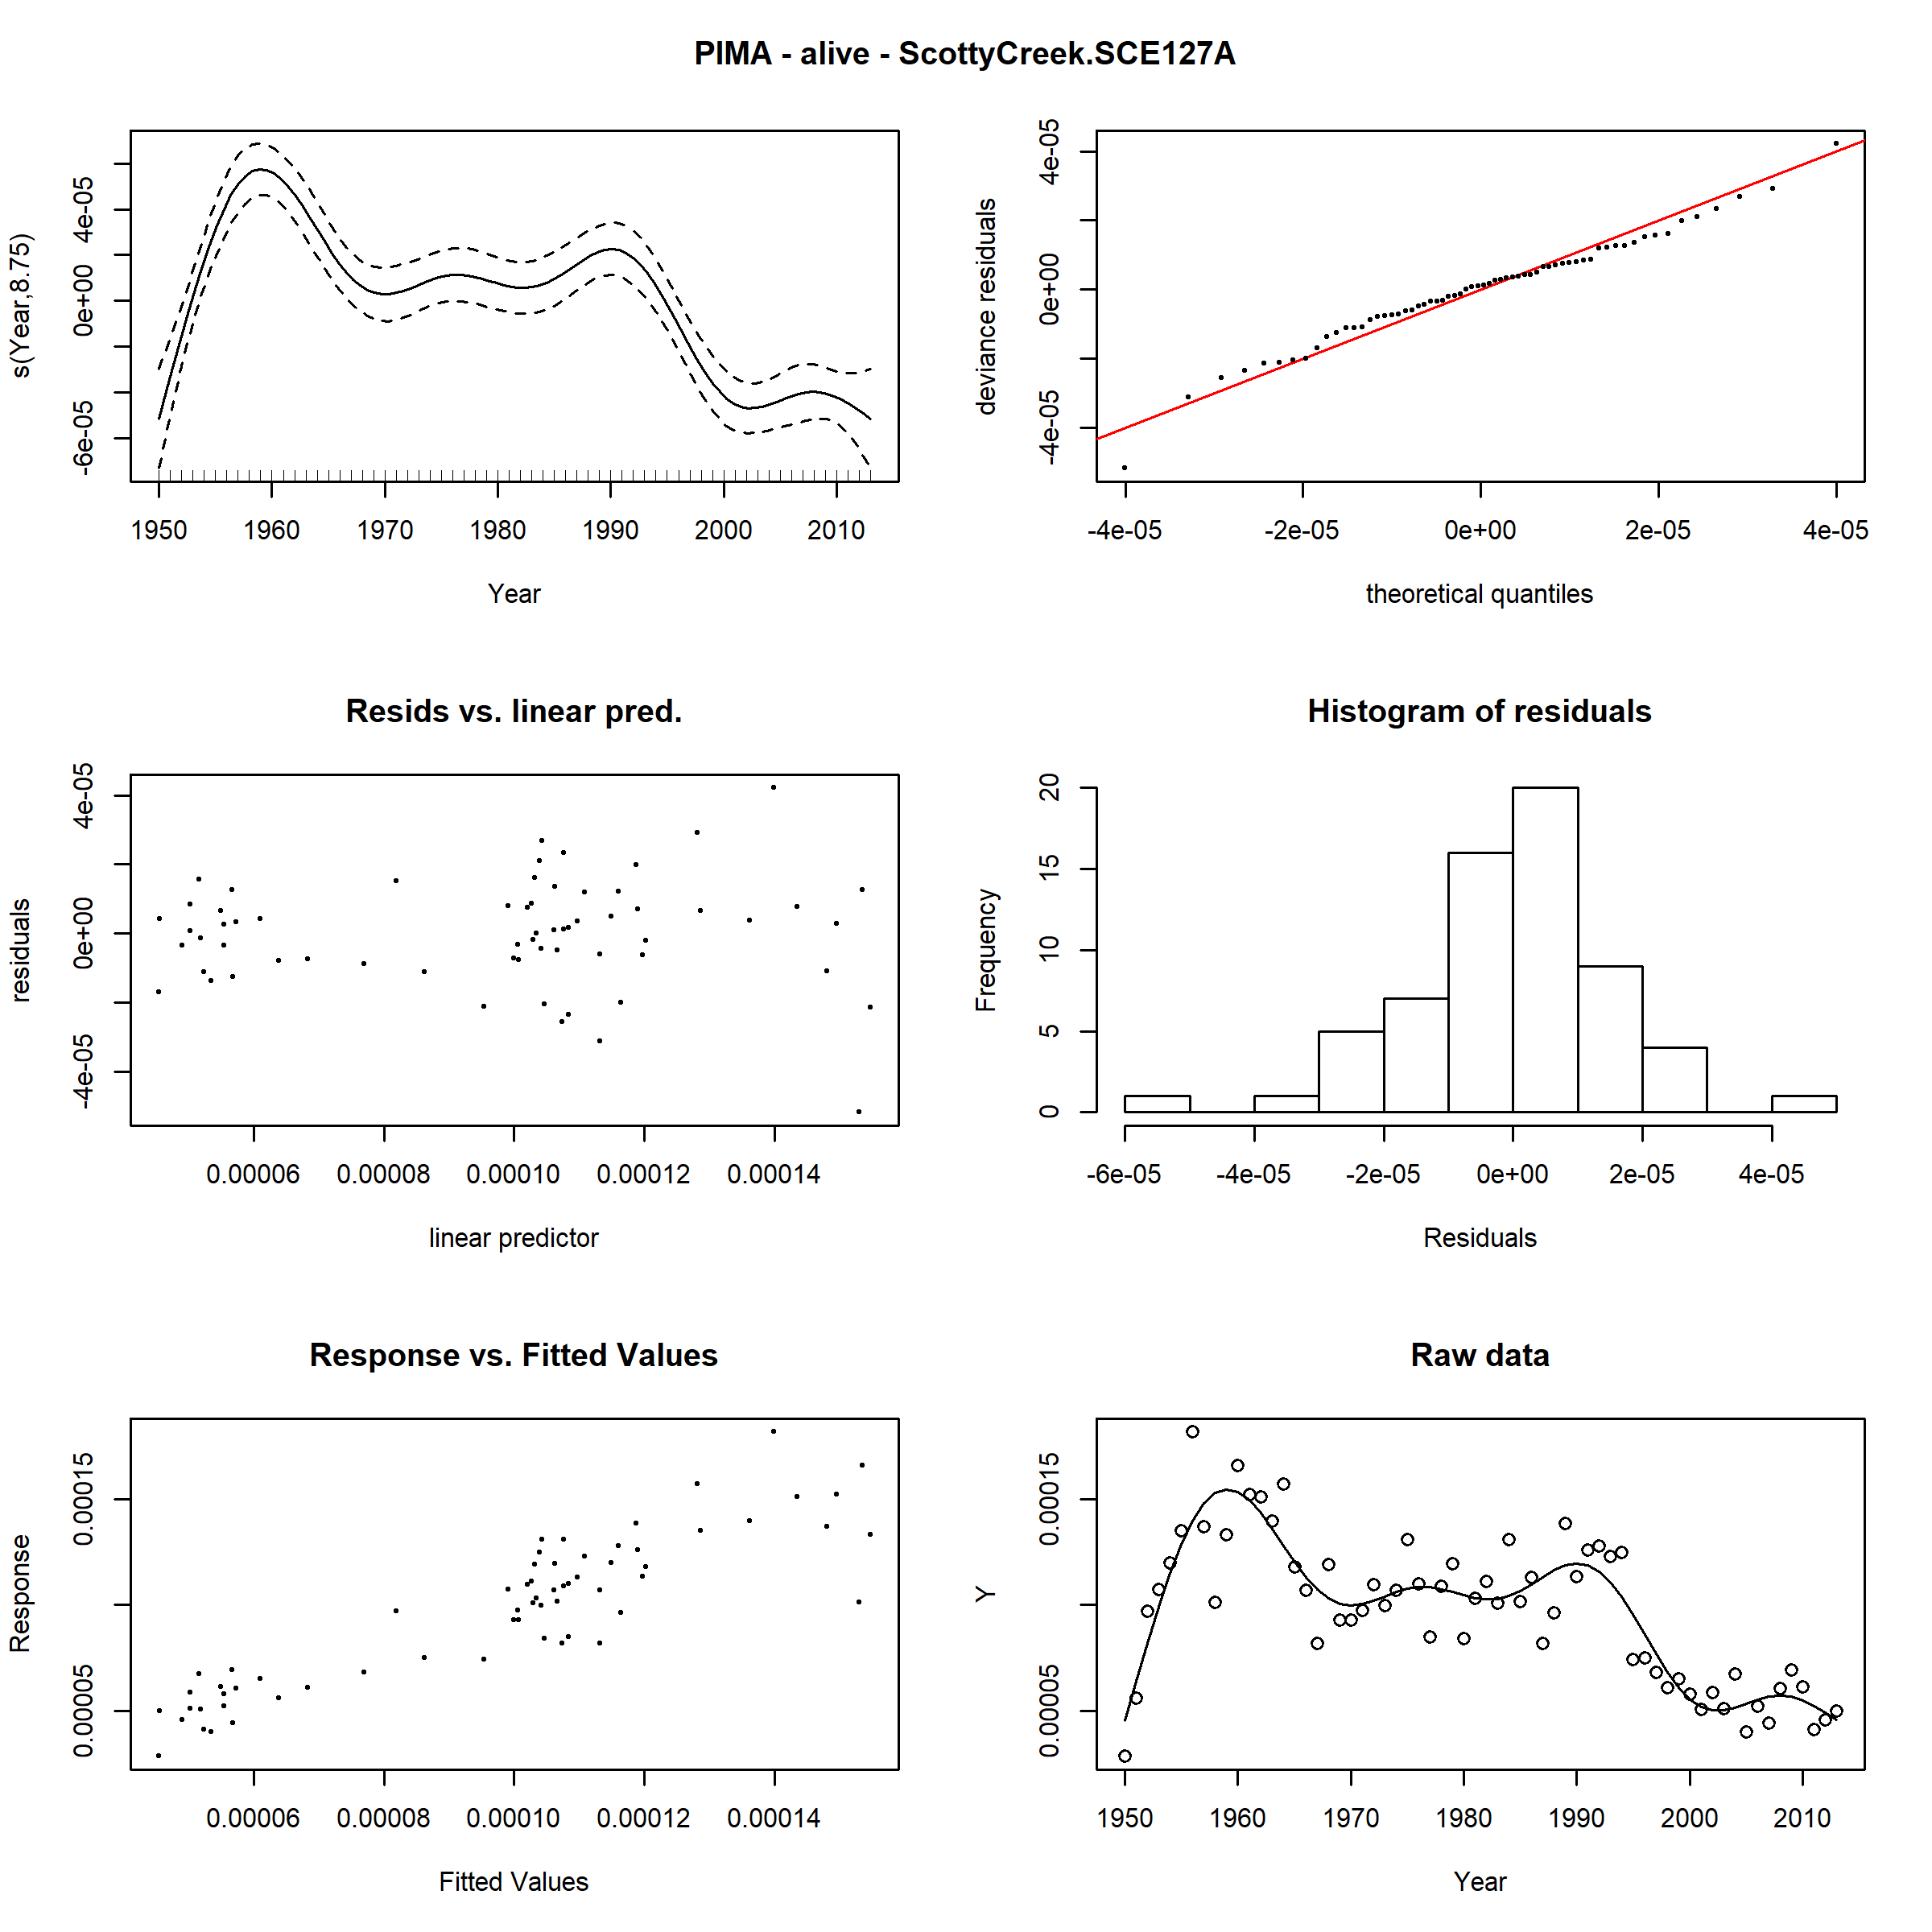 PIMA - alive - ScottyCreek.SCE127A
s(Year,8.75)
-6e-05 0e+00 4e-05
1950 1960 1970 1980 1990 2000 2010
Year
deviance residuals
-4e-05 0e+00 4e-05
-4e-05 -2e-05 0e+00 2e-05 4e-05
theoretical quantiles
Resids vs. linear pred.
residuals
-4e-05 0e+00 4e-05
0.00006 0.00008 0.00010 0.00012 0.00014
linear predictor
Histogram of residuals
Frequency
0 5 10 15 20
-6e-05 -4e-05 -2e-05 0e+00 2e-05 4e-05
Residuals
Response vs. Fitted Values
Response
0.00005 0.00015
0.00006 0.00008 0.00010 0.00012 0.00014
Fitted Values
Raw data
Y
0.00005 0.00015
1950 1960 1970 1980 1990 2000 2010
Year